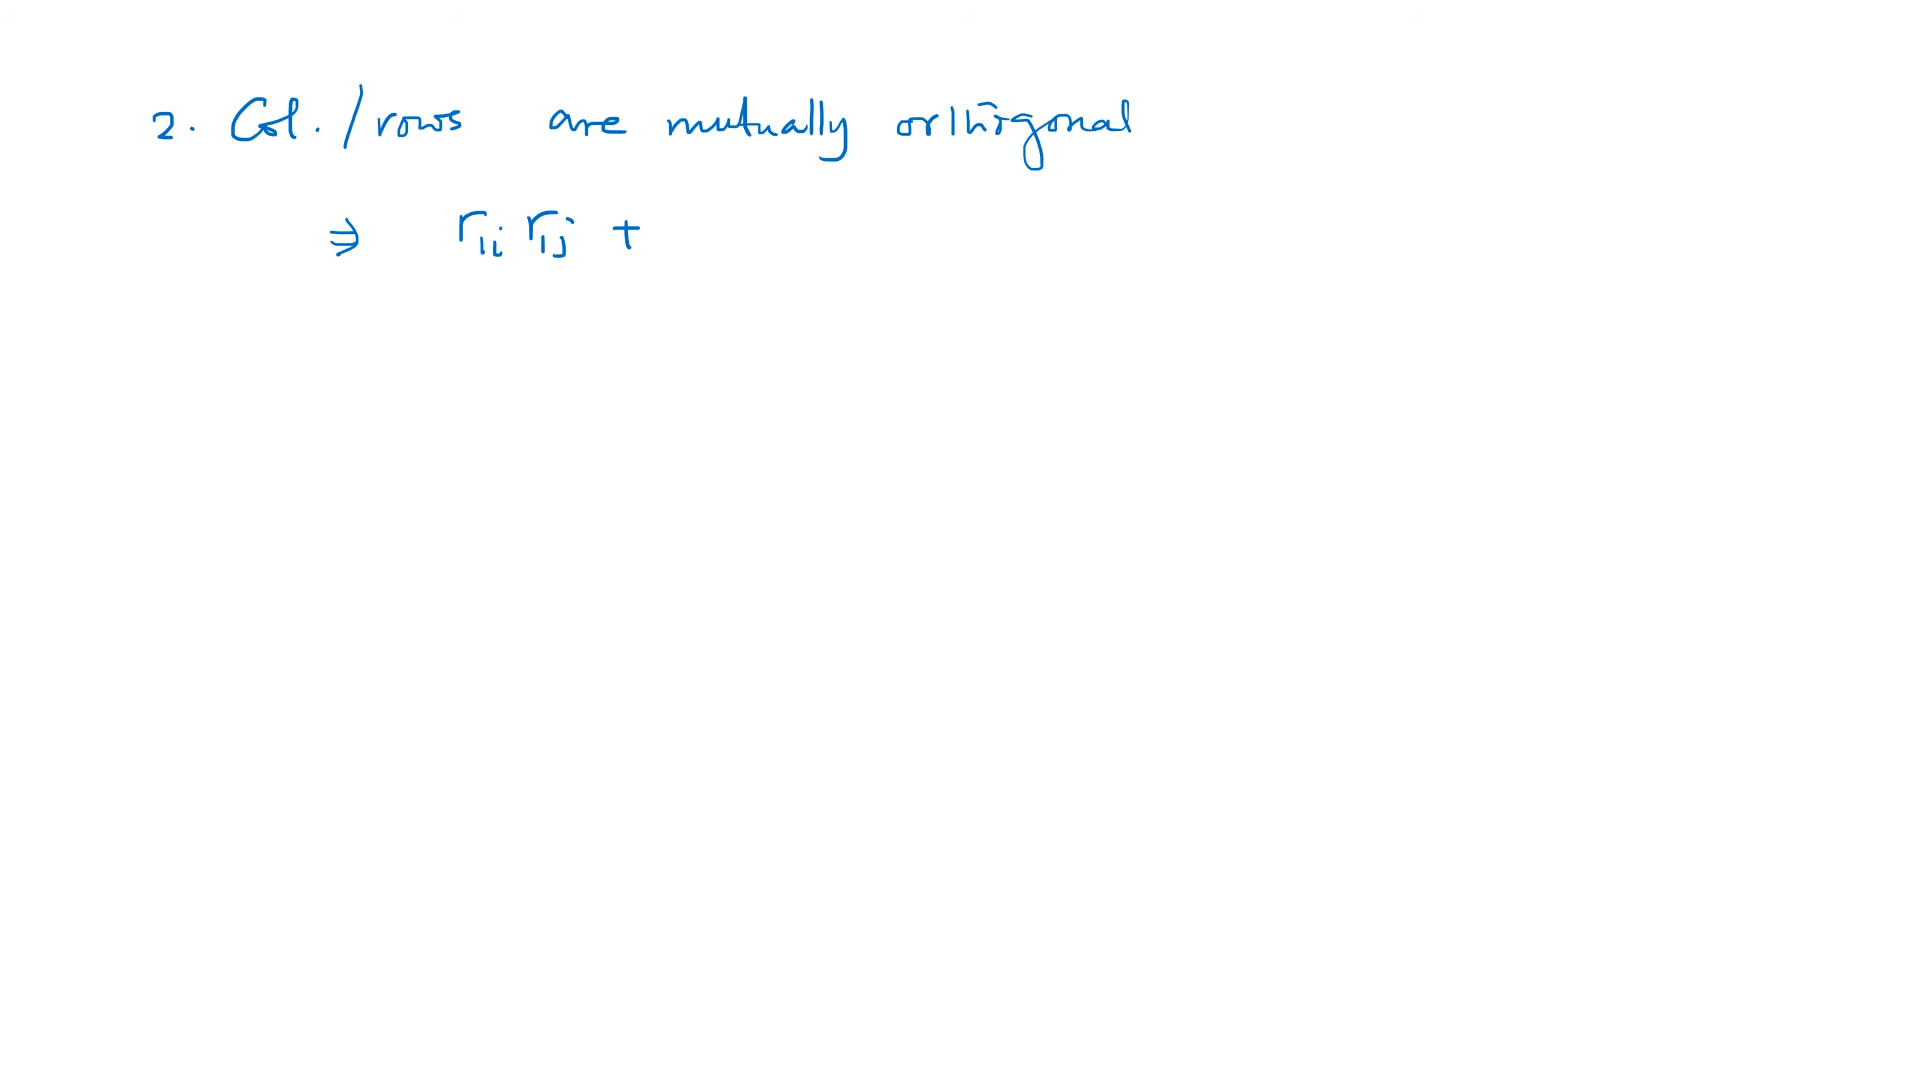 2. Col. / rows are mutually orthogonal
⇒ r₁ᵢ r₁ⱼ +